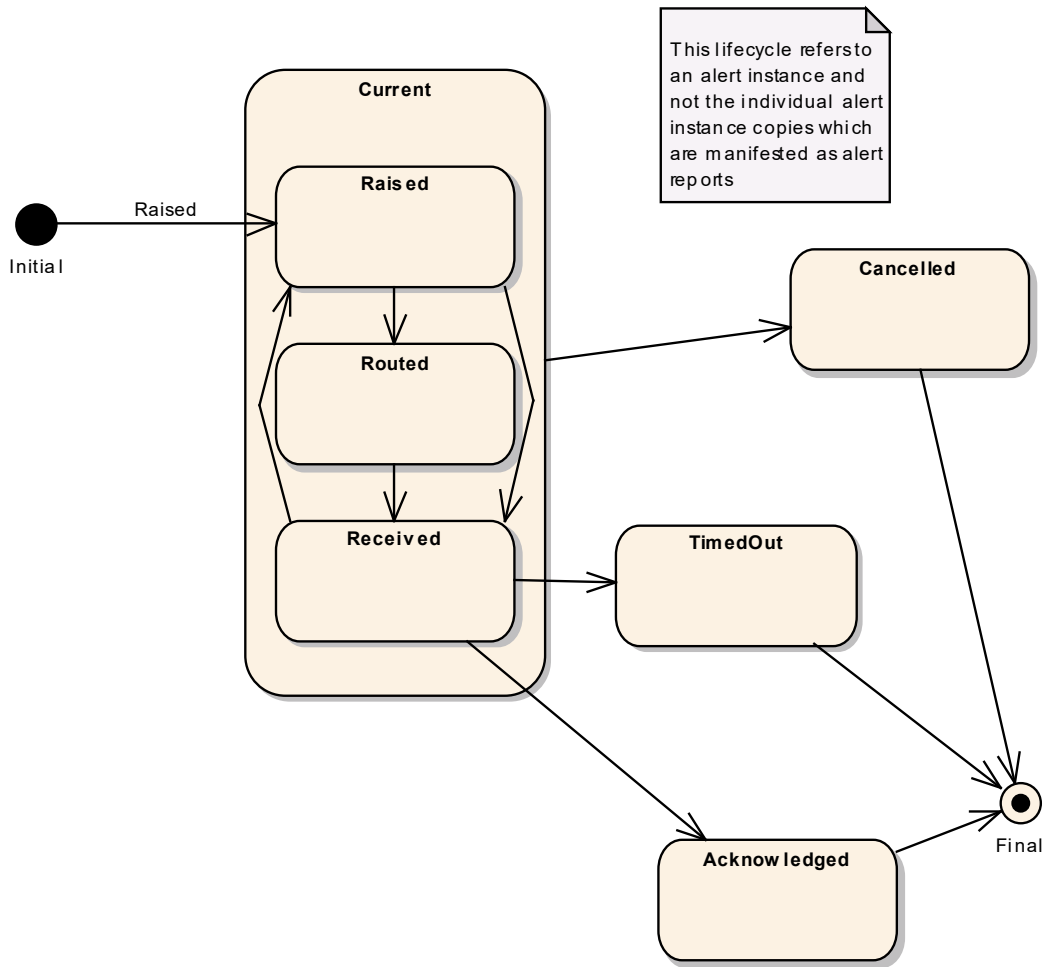 This lifecycle refers to
an alert instance and
not the individual alert
instance copies which
are manifested as alert
reports
Current
Raised
Raised
Initial
Cancelled
Routed
Received
TimedOut
Final
Acknowledged